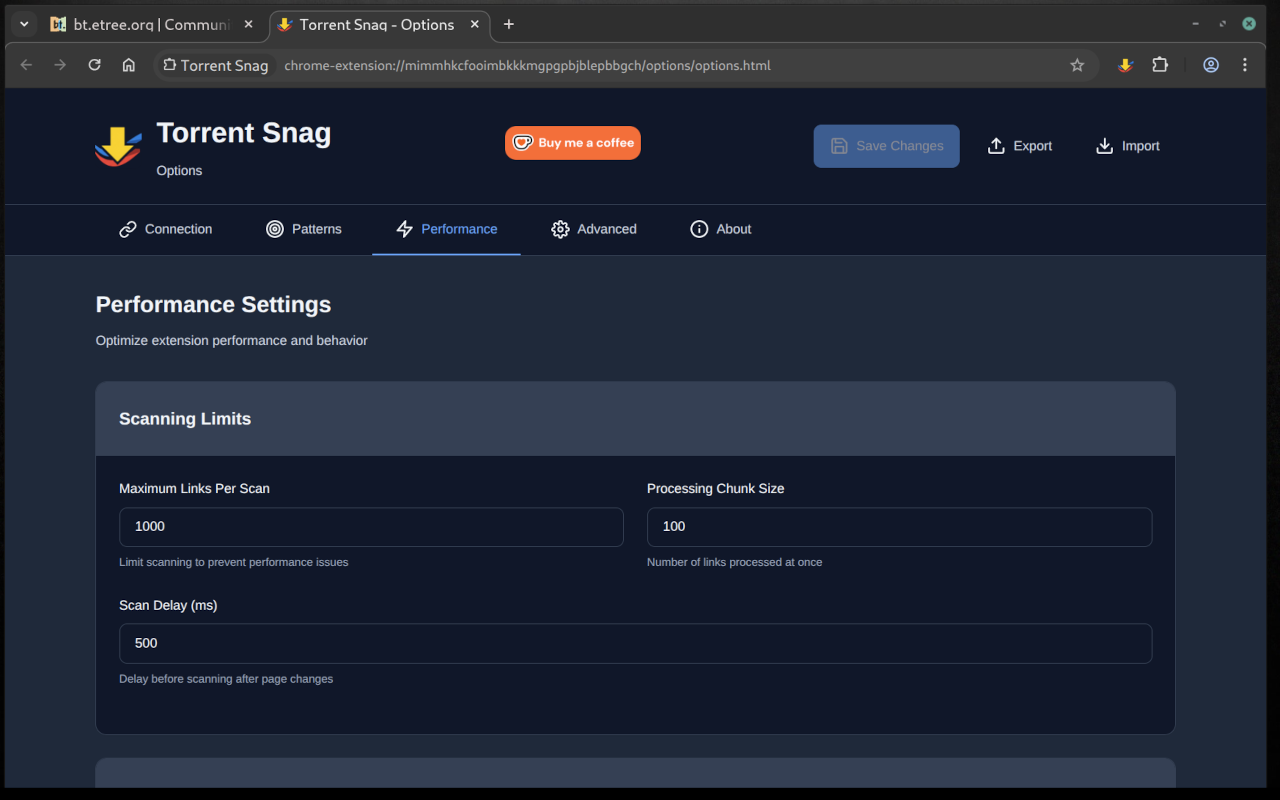 bt.etree.org | Commun
Torrent Snag - Options
Torrent Snag
chrome-extension://mimmhkcfooimbkkkmgpgpbjblepbbgch/options/options.html
Torrent Snag
Options
Buy me a coffee
Save Changes
Export
Import
Connection
Patterns
Performance
Advanced
About
Performance Settings
Optimize extension performance and behavior
Scanning Limits
Maximum Links Per Scan
1000
Limit scanning to prevent performance issues
Processing Chunk Size
100
Number of links processed at once
Scan Delay (ms)
500
Delay before scanning after page changes